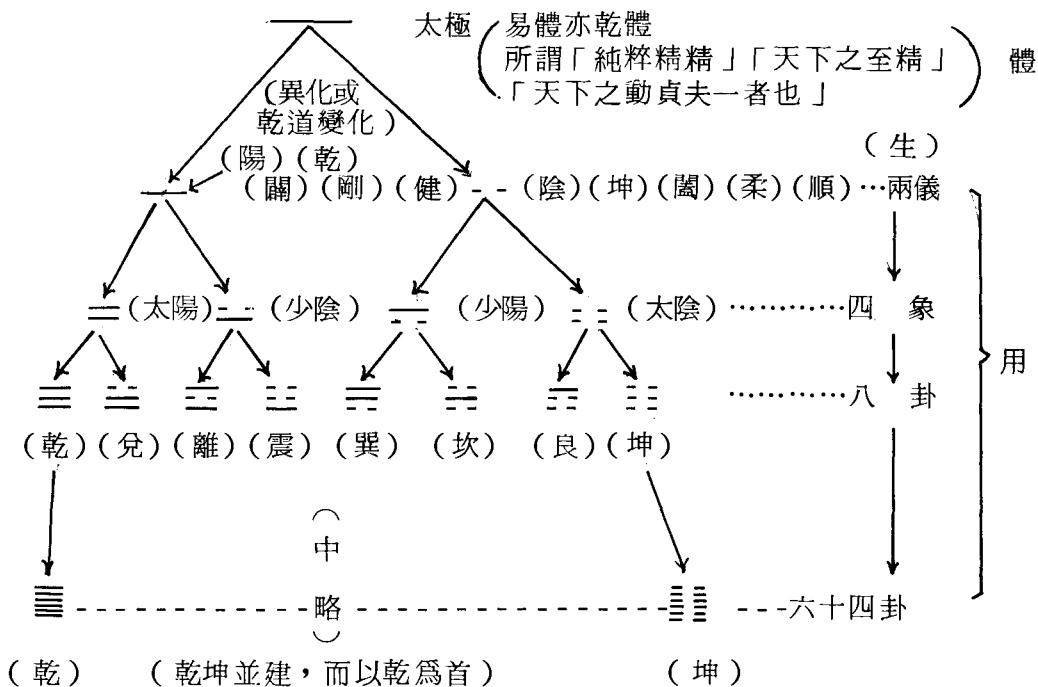 太極（易體亦乾體
所謂「純粹精精」「天下之至精」
「天下之動貞夫一者也」）體
（異化或
乾道變化）
（生）
（陽）（乾）
（闢）（剛）（健）（陰）（坤）（闔）（柔）（順）…兩儀
（太陽）（少陰）（少陽）（太陰）…………四象
用
…………八卦
（乾）（兌）（離）（震）（巽）（坎）（良）（坤）
（中略）
---六十四卦
（乾）（乾坤並建，而以乾爲首）（坤）